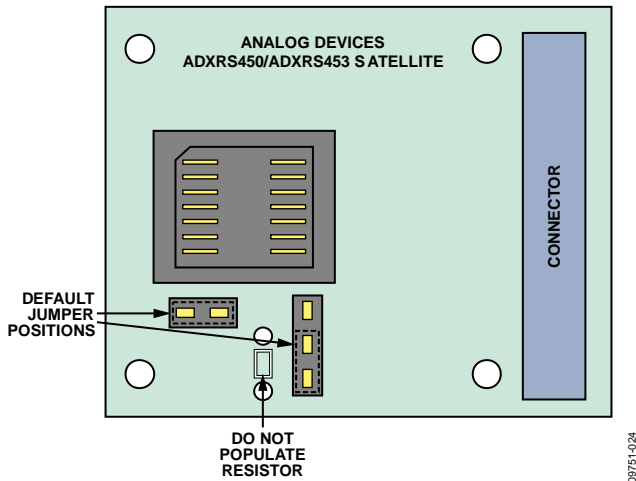 ANALOG DEVICES
ADXRS450/ADXRS453 SATELLITE
CONNECTOR
DEFAULT
JUMPER
POSITIONS
DO NOT
POPULATE
RESISTOR
09751-024